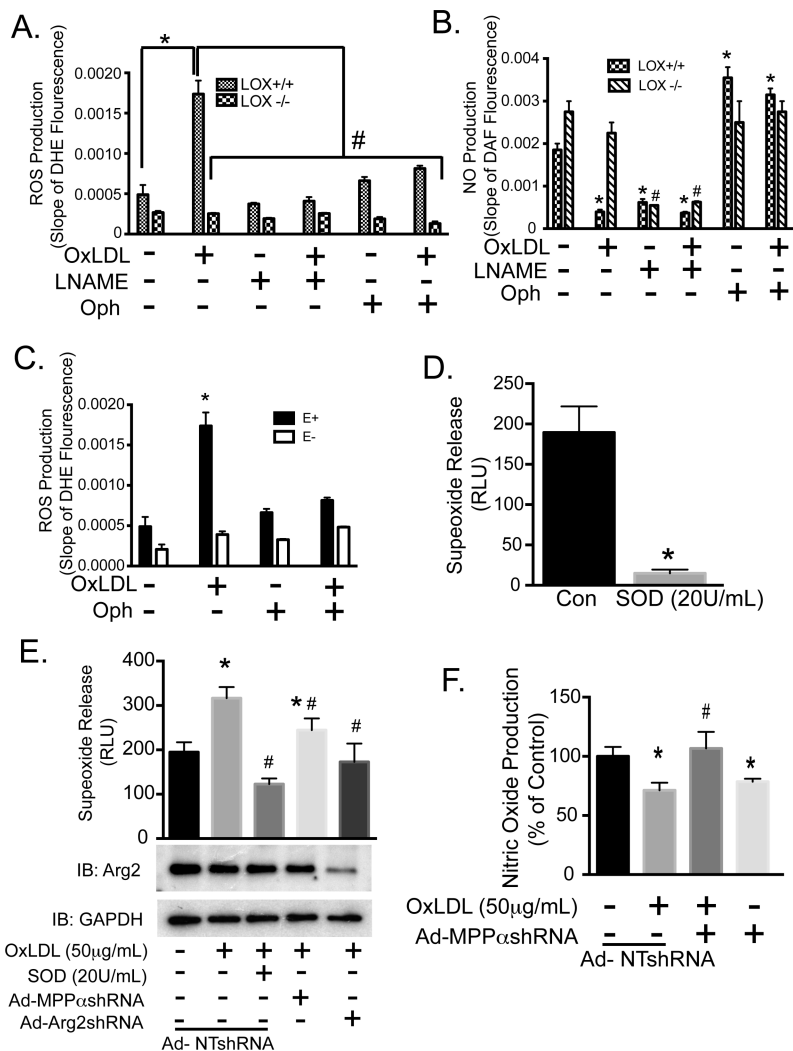 A.
ROS Production
(Slope of DHE Flourescence)
0.0020
0.0015
0.0010
0.0005
0.0000
*
#
LOX+/+
LOX -/-
OxLDL - + - + - +
LNAME - - + + - -
Oph - - - - + +
B.
NO Production
(Slope of DAF Flourescence)
0.004
0.003
0.002
0.001
0.000
LOX+/+
LOX -/-
* * # * # * *
OxLDL - + - + - +
LNAME - - + + - -
Oph - - - - + +
C.
ROS Production
(Slope of DHE Flourescence)
0.0020
0.0015
0.0010
0.0005
0.0000
*
E+
E-
OxLDL - + - +
Oph - - + +
D.
Supeoxide Release
(RLU)
250
200
150
100
50
0
*
Con SOD (20U/mL)
E.
Supeoxide Release
(RLU)
400
300
200
100
0
* # *# #
IB: Arg2
IB: GAPDH
OxLDL (50μg/mL) - + + + +
SOD (20U/mL) - - + - -
Ad-MPPαshRNA - - - + -
Ad-Arg2shRNA - - - - +
Ad- NTshRNA
F.
Nitric Oxide Production
(% of Control)
150
100
50
0
* # *
OxLDL (50μg/mL) - + + -
Ad-MPPαshRNA - - + +
Ad- NTshRNA